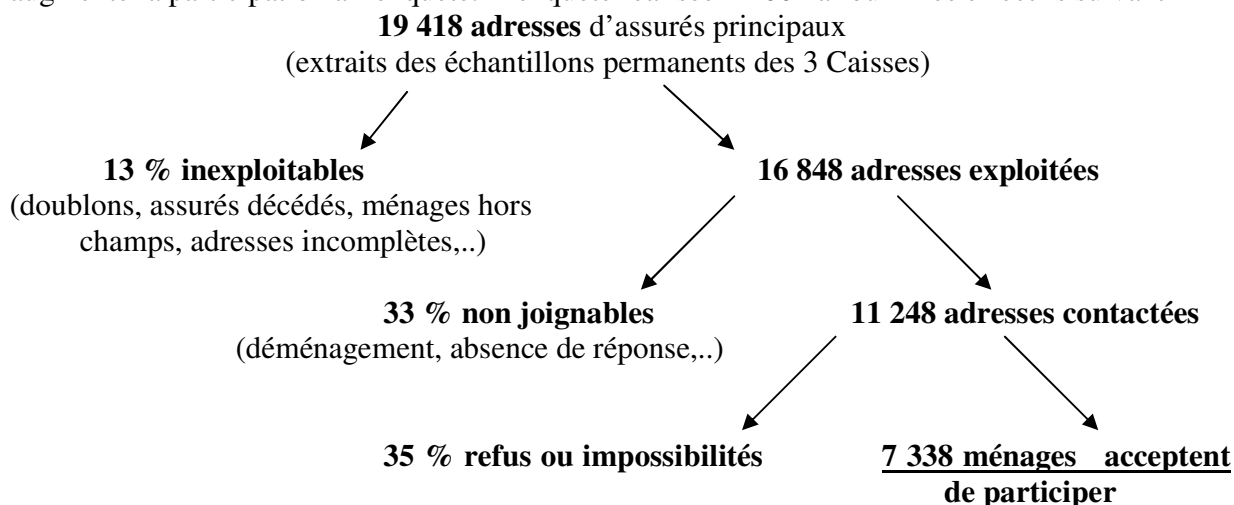 19 418 adresses d'assurés principaux
(extraits des échantillons permanents des 3 Caisses)
13 % inexploitables
16 848 adresses exploitées
(doublons, assurés décédés, ménages hors
champs, adresses incomplètes,..)
33 % non joignables
11 248 adresses contactées
(déménagement, absence de réponse,..)
35 % refus ou impossibilités
7 338 ménages acceptent
de participer